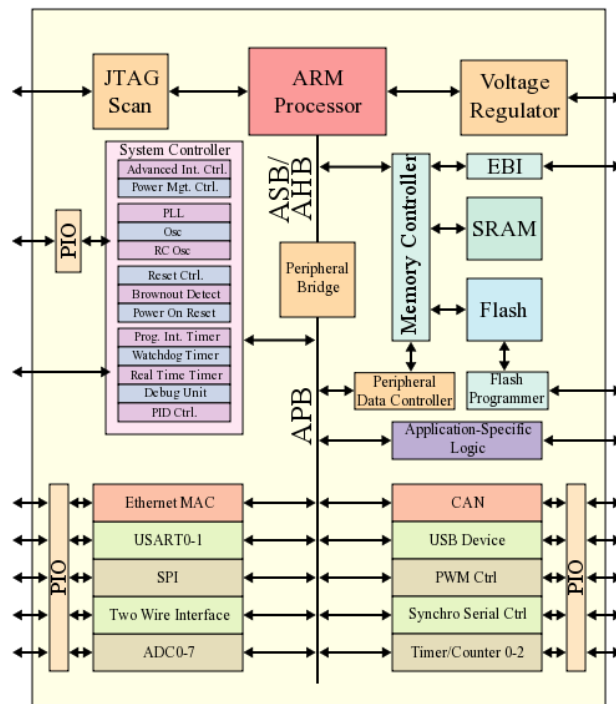 JTAG
Scan
ARM
Processor
Voltage
Regulator
System Controller
Advanced Int. Ctrl.
Power Mgt. Ctrl.
PLL
Osc
RC Osc
Reset Ctrl.
Brownout Detect
Power On Reset
Prog. Int. Timer
Watchdog Timer
Real Time Timer
Debug Unit
PID Ctrl.
PIO
ASB/
AHB
Peripheral
Bridge
APB
Memory Controller
EBI
SRAM
Flash
Peripheral
Data Controller
Flash
Programmer
Application-Specific
Logic
PIO
Ethernet MAC
USART0-1
SPI
Two Wire Interface
ADC0-7
CAN
USB Device
PWM Ctrl
Synchro Serial Ctrl
Timer/Counter 0-2
PIO